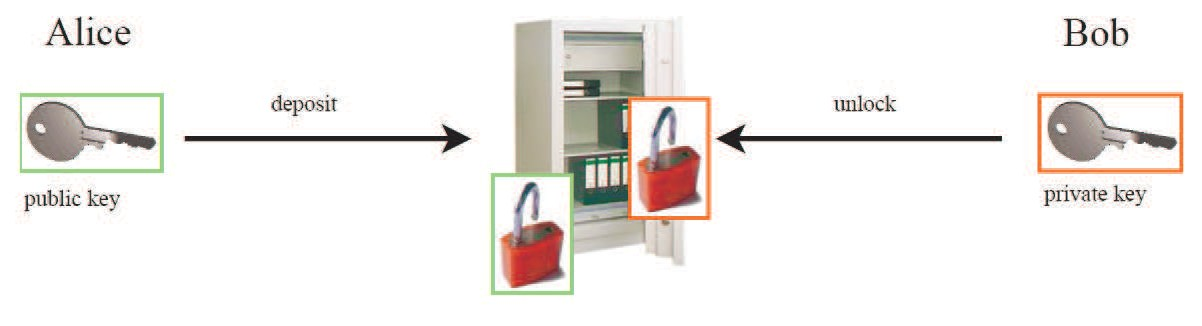 Alice
Bob
deposit
unlock
public key
private key